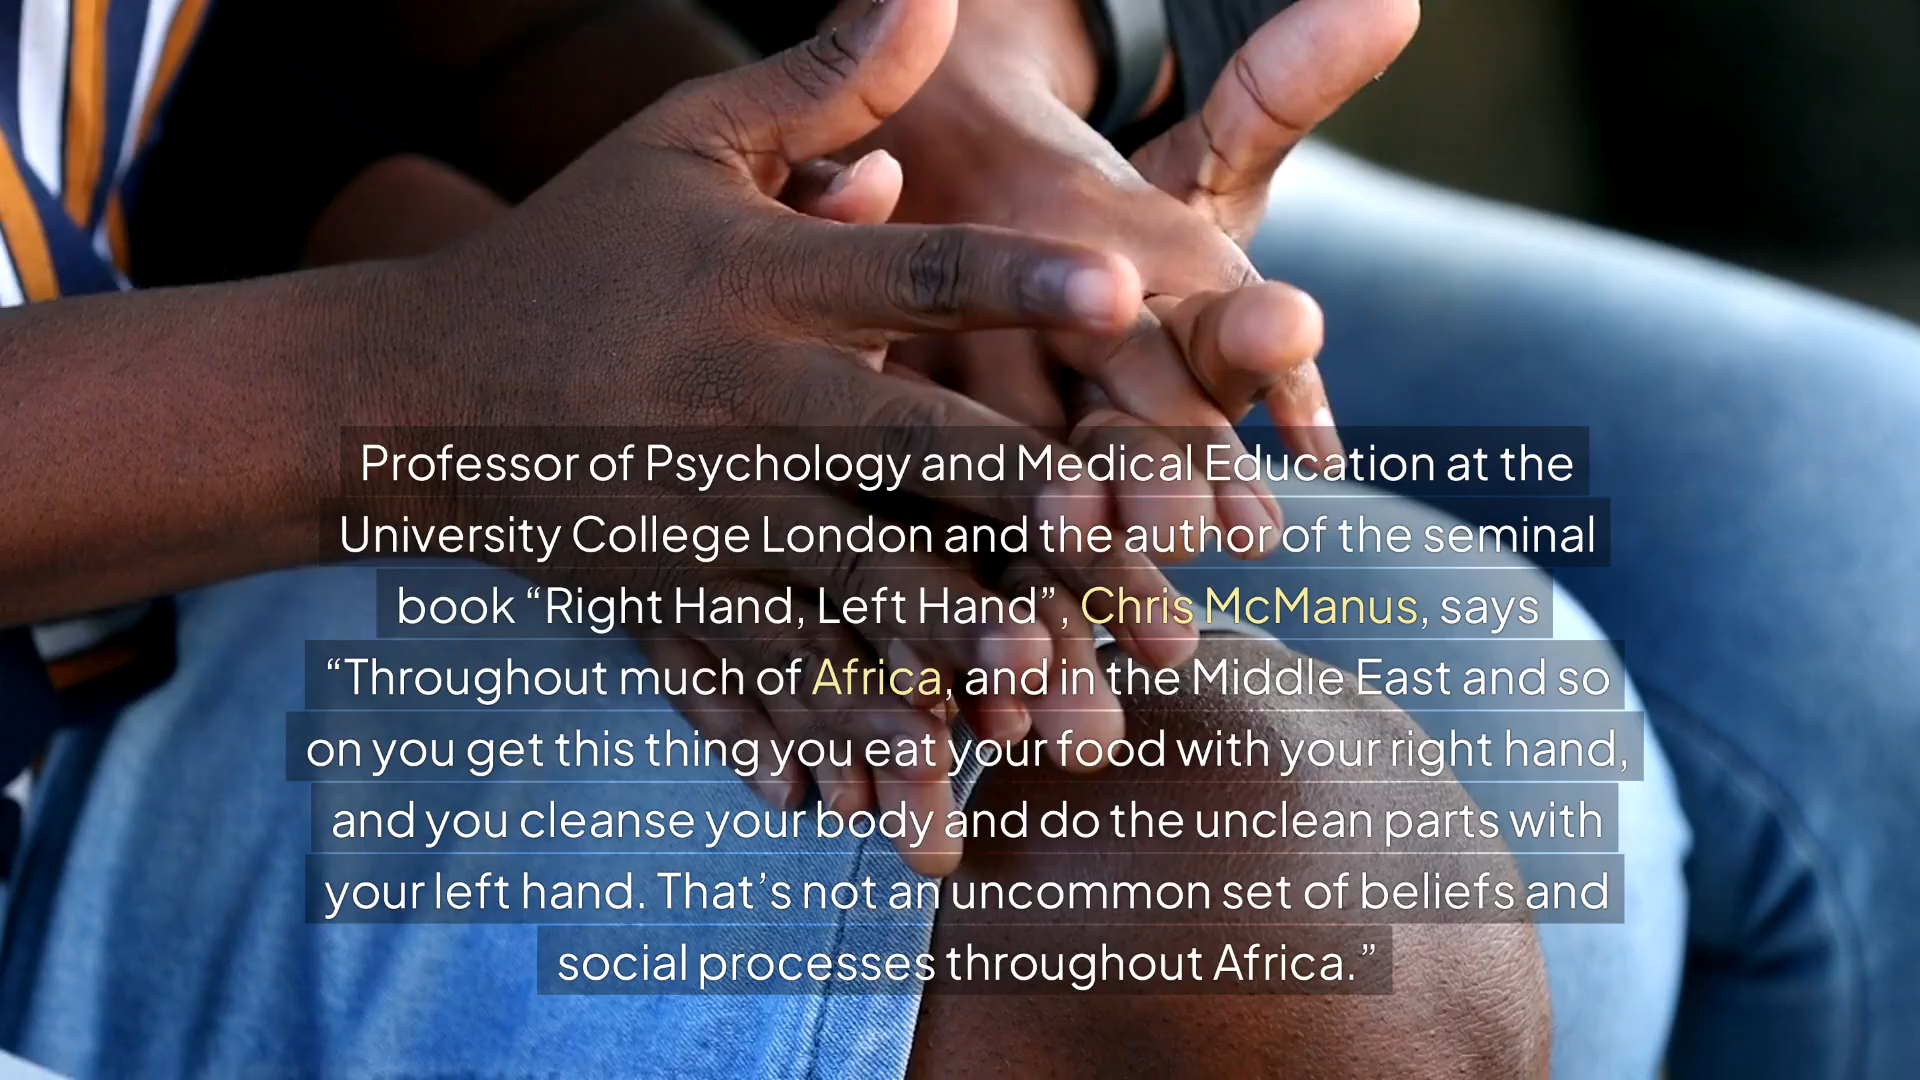 Professor of Psychology and Medical Education at the
University College London and the author of the seminal
book “Right Hand, Left Hand”, Chris McManus, says
“Throughout much of Africa, and in the Middle East and so
on you get this thing you eat your food with your right hand,
and you cleanse your body and do the unclean parts with
your left hand. That’s not an uncommon set of beliefs and
social processes throughout Africa.”